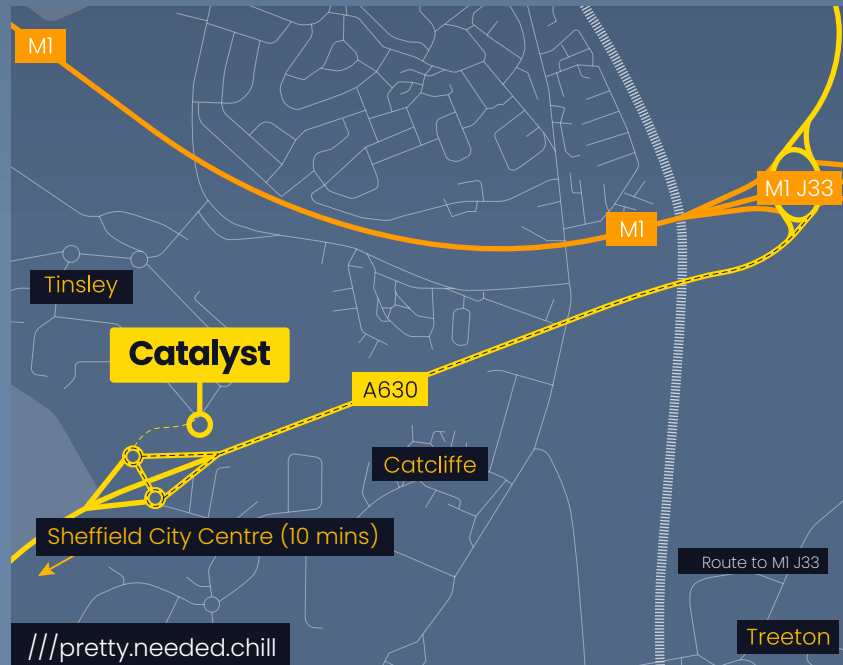 M1
M1 J33
M1
Tinsley
Catalyst
A630
Catcliffe
Sheffield City Centre (10 mins)
Route to M1 J33
Treeton
///pretty.needed.chill